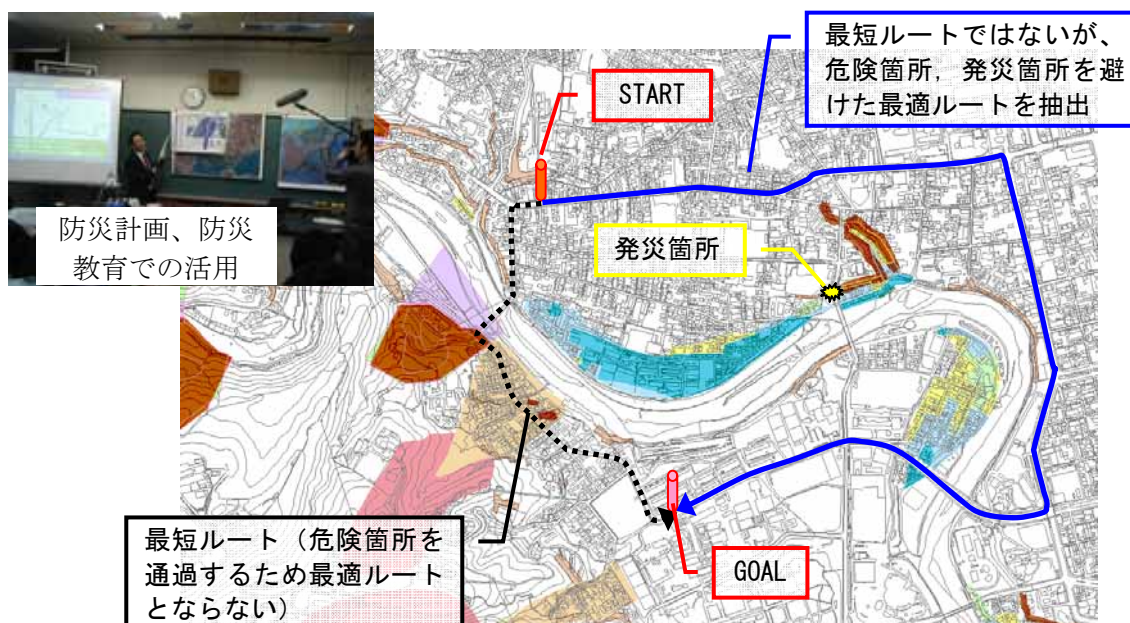 防災計画、防災
教育での活用
START
最短ルートではないが、
危険箇所，発災箇所を避
けた最適ルートを抽出
発災箇所
最短ルート（危険箇所を
通過するため最適ルート
とならない）
GOAL